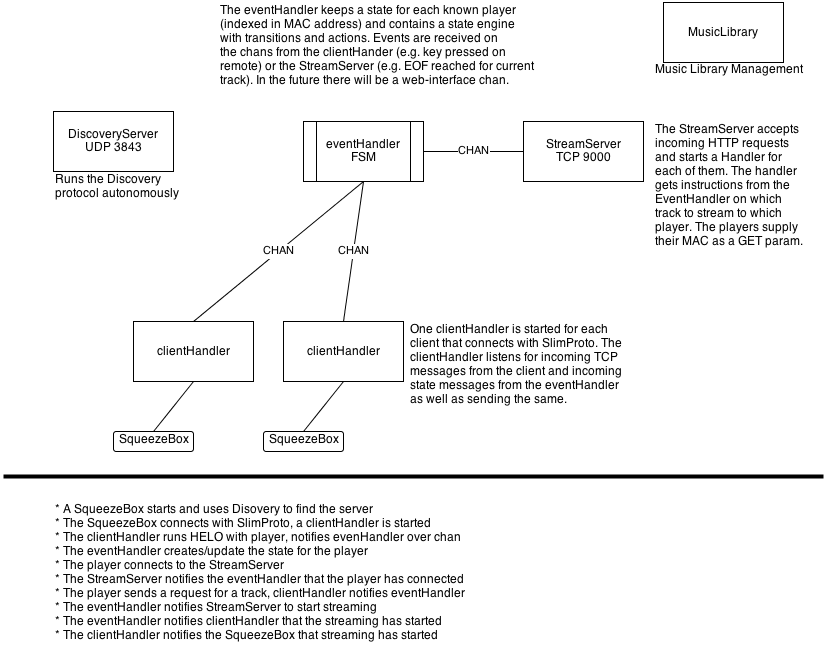 The eventHandler keeps a state for each known player
(indexed in MAC address) and contains a state engine
with transitions and actions. Events are received on
the chans from the clientHander (e.g. key pressed on
remote) or the StreamServer (e.g. EOF reached for current
track). In the future there will be a web-interface chan.
MusicLibrary
Music Library Management
DiscoveryServer
UDP 3843
Runs the Discovery
protocol autonomously
eventHandler
FSM
CHAN
StreamServer
TCP 9000
The StreamServer accepts
incoming HTTP requests
and starts a Handler for
each of them. The handler
gets instructions from the
EventHandler on which
track to stream to which
player. The players supply
their MAC as a GET param.
CHAN
CHAN
clientHandler
clientHandler
One clientHandler is started for each
client that connects with SlimProto. The
clientHandler listens for incoming TCP
messages from the client and incoming
state messages from the eventHandler
as well as sending the same.
SqueezeBox
SqueezeBox
* A SqueezeBox starts and uses Disovery to find the server
* The SqueezeBox connects with SlimProto, a clientHandler is started
* The clientHandler runs HELO with player, notifies evenHandler over chan
* The eventHandler creates/update the state for the player
* The player connects to the StreamServer
* The StreamServer notifies the eventHandler that the player has connected
* The player sends a request for a track, clientHandler notifies eventHandler
* The eventHandler notifies StreamServer to start streaming
* The eventHandler notifies clientHandler that the streaming has started
* The clientHandler notifies the SqueezeBox that streaming has started